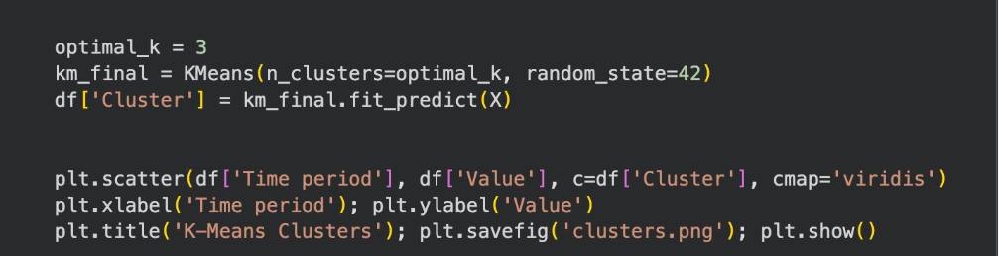 optimal_k = 3
km_final = KMeans(n_clusters=optimal_k, random_state=42)
df['Cluster'] = km_final.fit_predict(X)
plt.scatter(df['Time period'], df['Value'], c=df['Cluster'], cmap='viridis')
plt.xlabel('Time period'); plt.ylabel('Value')
plt.title('K-Means Clusters'); plt.savefig('clusters.png'); plt.show()